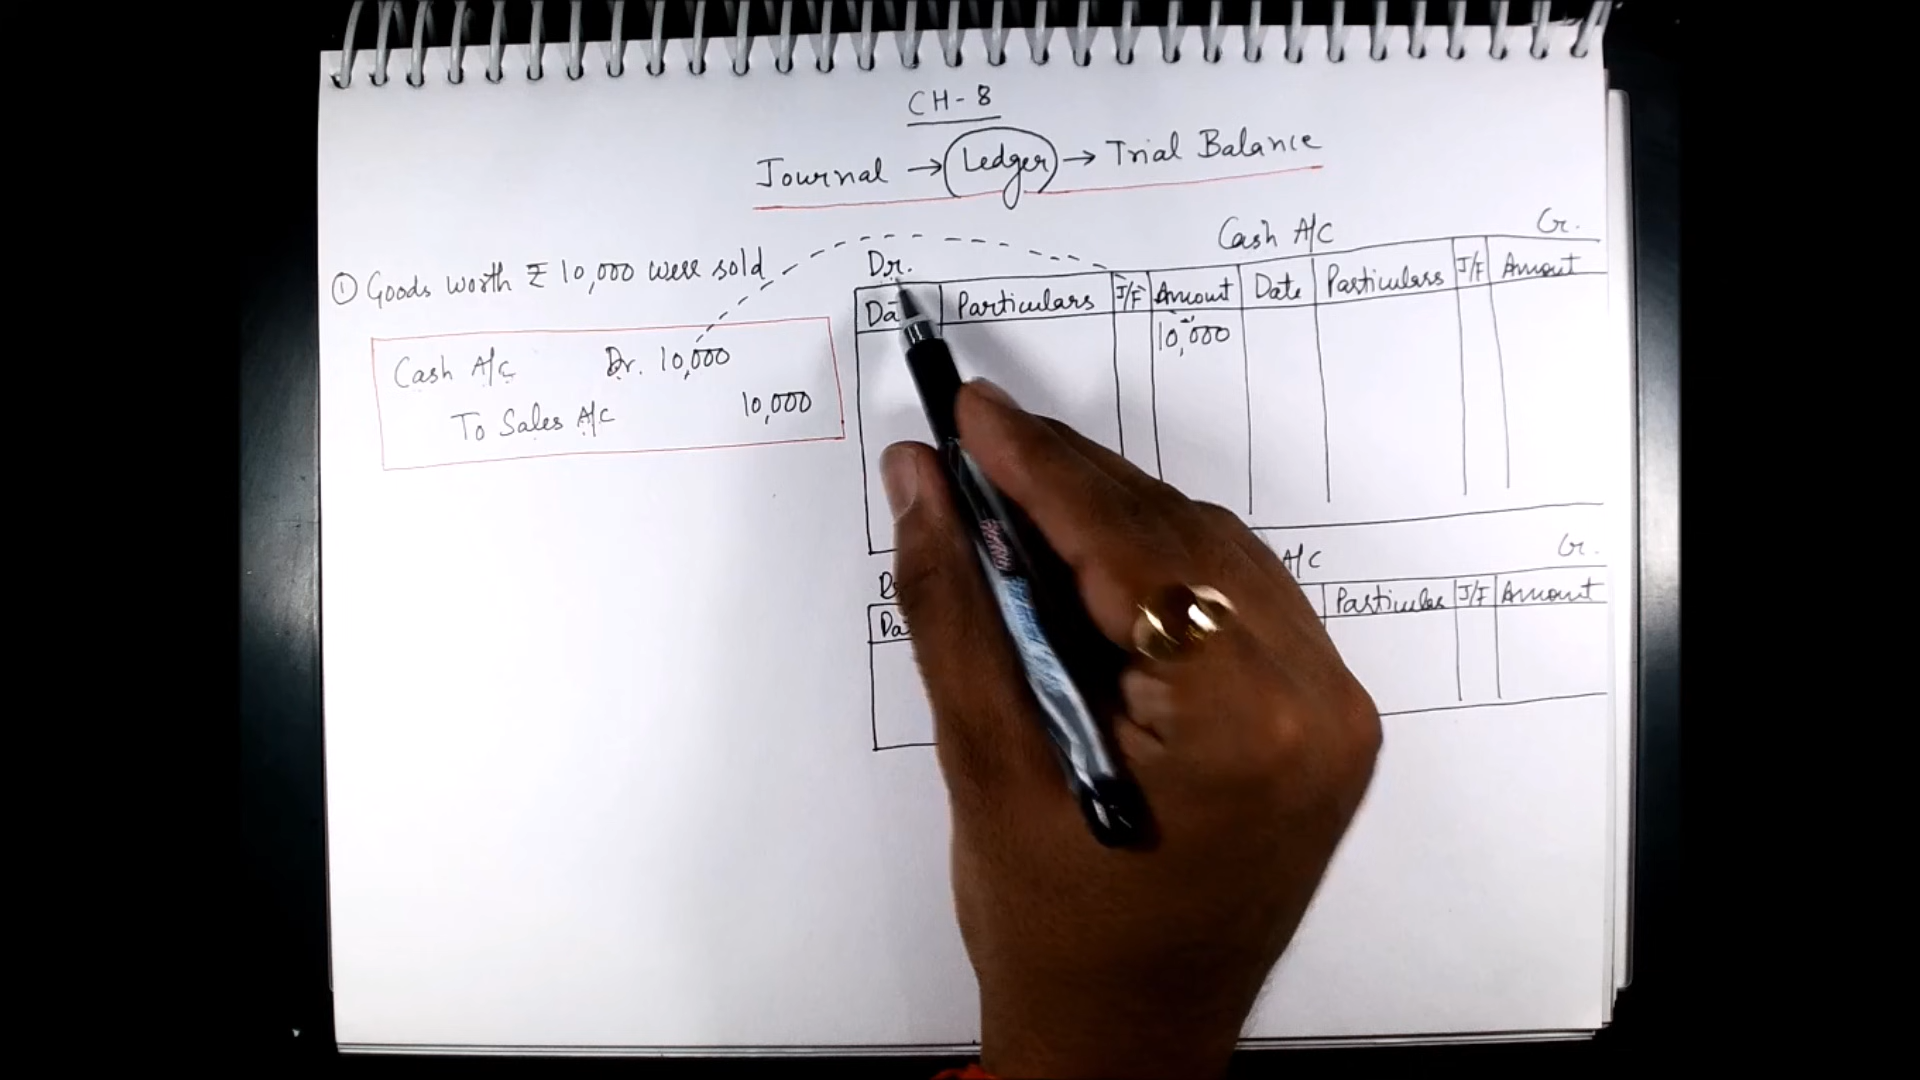 CH-8
Journal → Ledger → Trial Balance
① Goods worth ₹ 10,000 were sold
Cash A/c Dr. 10,000
To Sales A/c 10,000
Dr. Cash A/C Cr.
Particulars J/F Amount Date Particulars J/F Amount
10,000
A/C Cr.
Particulars J/F Amount